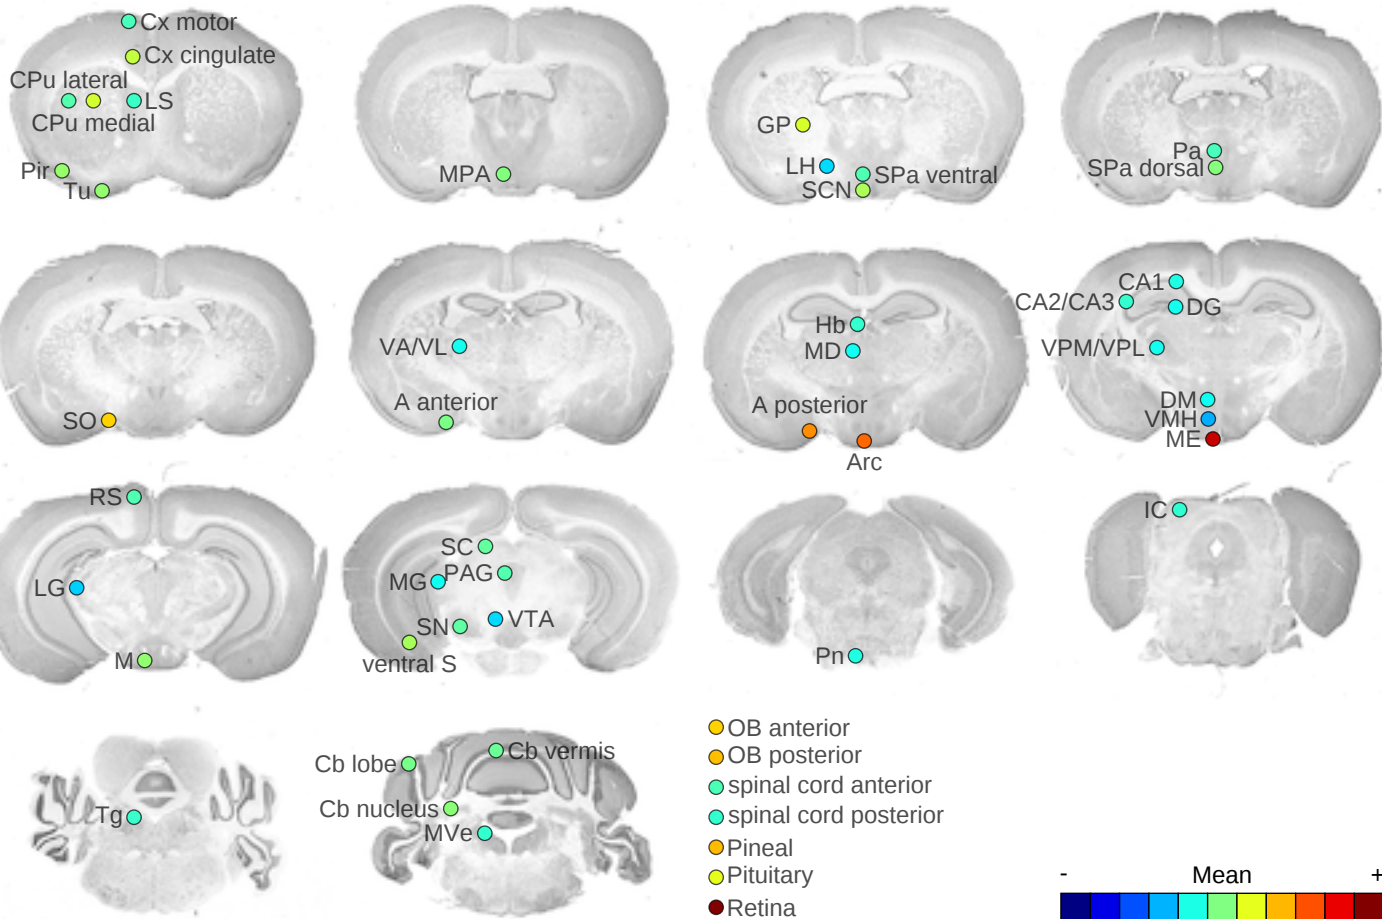 Cx motor
Cx cingulate
CPu lateral
LS
CPu medial
Pir
Tu
MPA
GP
LH
SPa ventral
SCN
Pa
SPa dorsal
SO
VA/VL
A anterior
Hb
MD
A posterior
Arc
CA1
CA2/CA3
DG
VPM/VPL
DM
VMH
ME
RS
LG
M
SC
PAG
MG
VTA
SN
ventral S
Pn
IC
Tg
Cb vermis
Cb lobe
Cb nucleus
MVe
OB anterior
OB posterior
spinal cord anterior
spinal cord posterior
Pineal
Pituitary
Retina
- Mean +